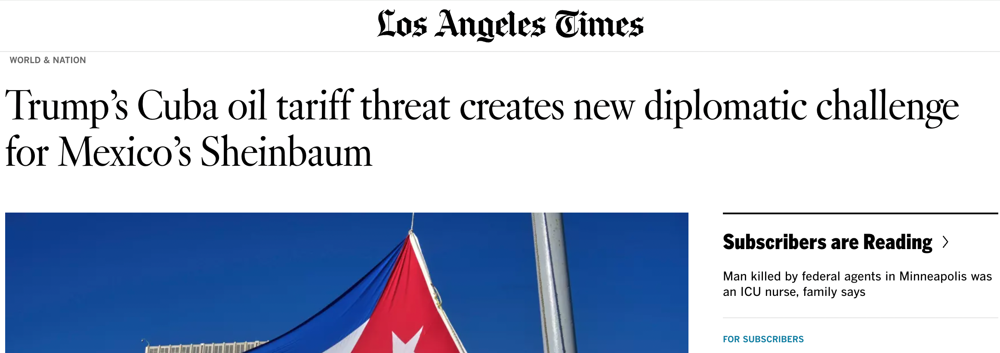 Los Angeles Times
WORLD & NATION
Trump’s Cuba oil tariff threat creates new diplomatic challenge
for Mexico’s Sheinbaum
Subscribers are Reading
Man killed by federal agents in Minneapolis was
an ICU nurse, family says
FOR SUBSCRIBERS